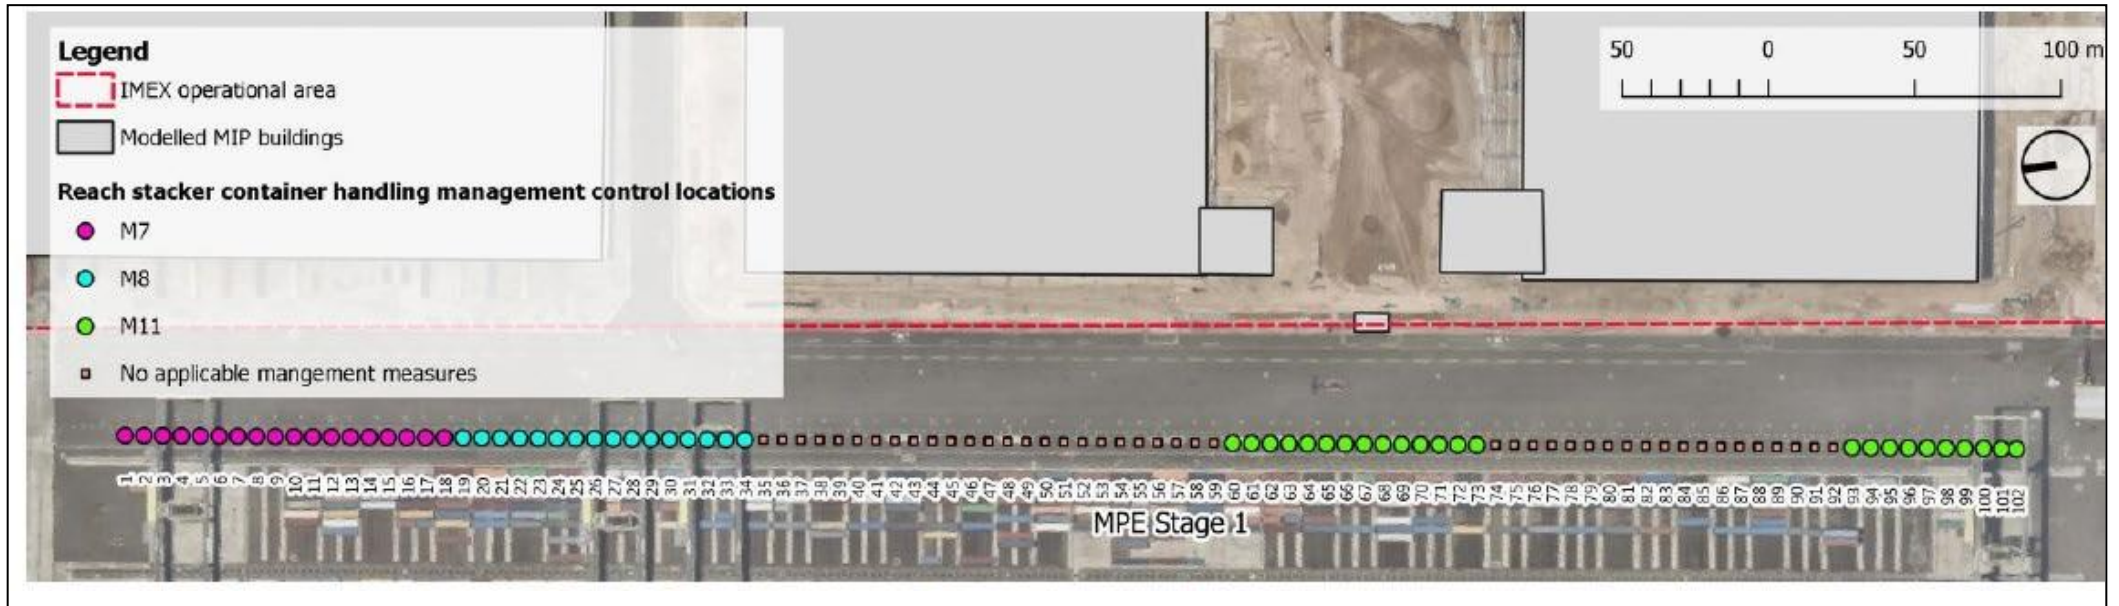 Legend
IMEX operational area
Modelled MIP buildings
Reach stacker container handling management control locations
M7
M8
M11
No applicable mangement measures
50 0 50 100 m
1 2 3 4 5 6 7 8 9 10 11 12 13 14 15 16 17 18 19 20 21 22 23 24 25 26 27 28 29 30 31 32 33 34 35 36 37 38 39 40 41 42 43 44 45 46 47 48 49 50 51 52 53 54 55 56 57 58 59 60 61 62 63 64 65 66 67 68 69 70 71 72 73 74 75 76 77 78 79 80 81 82 83 84 85 86 87 88 89 90 91 92 93 94 95 96 97 98 99 100 101 102
MPE Stage 1